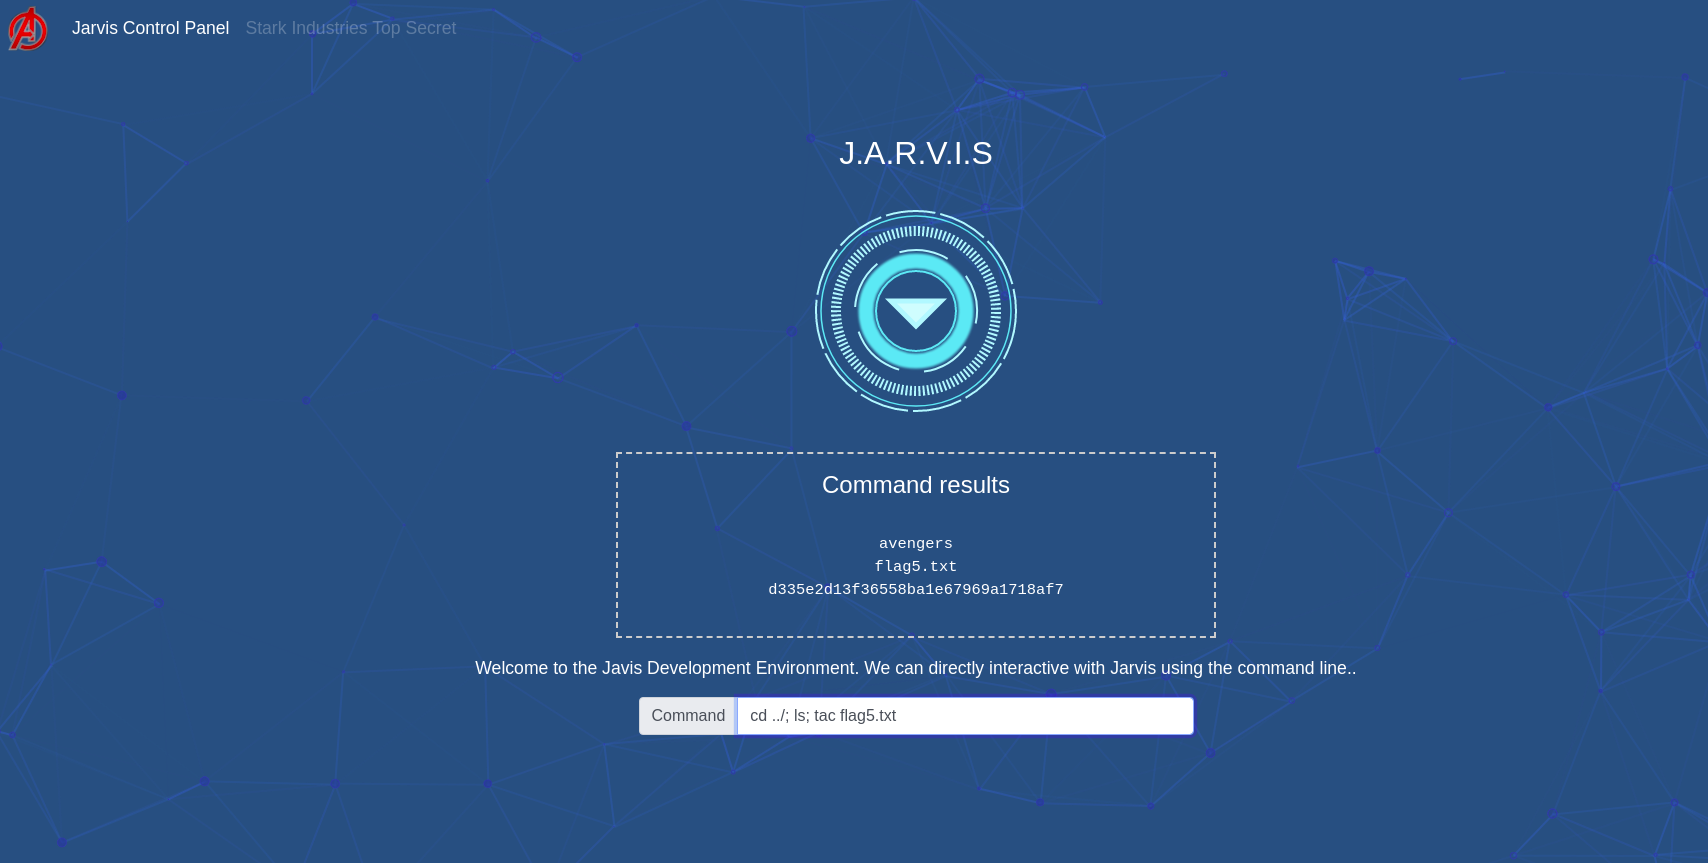 Jarvis Control Panel Stark Industries Top Secret
J.A.R.V.I.S
Command results
avengers
flag5.txt
d335e2d13f36558ba1e67969a1718af7
Welcome to the Javis Development Environment. We can directly interactive with Jarvis using the command line..
Command cd ../; ls; tac flag5.txt